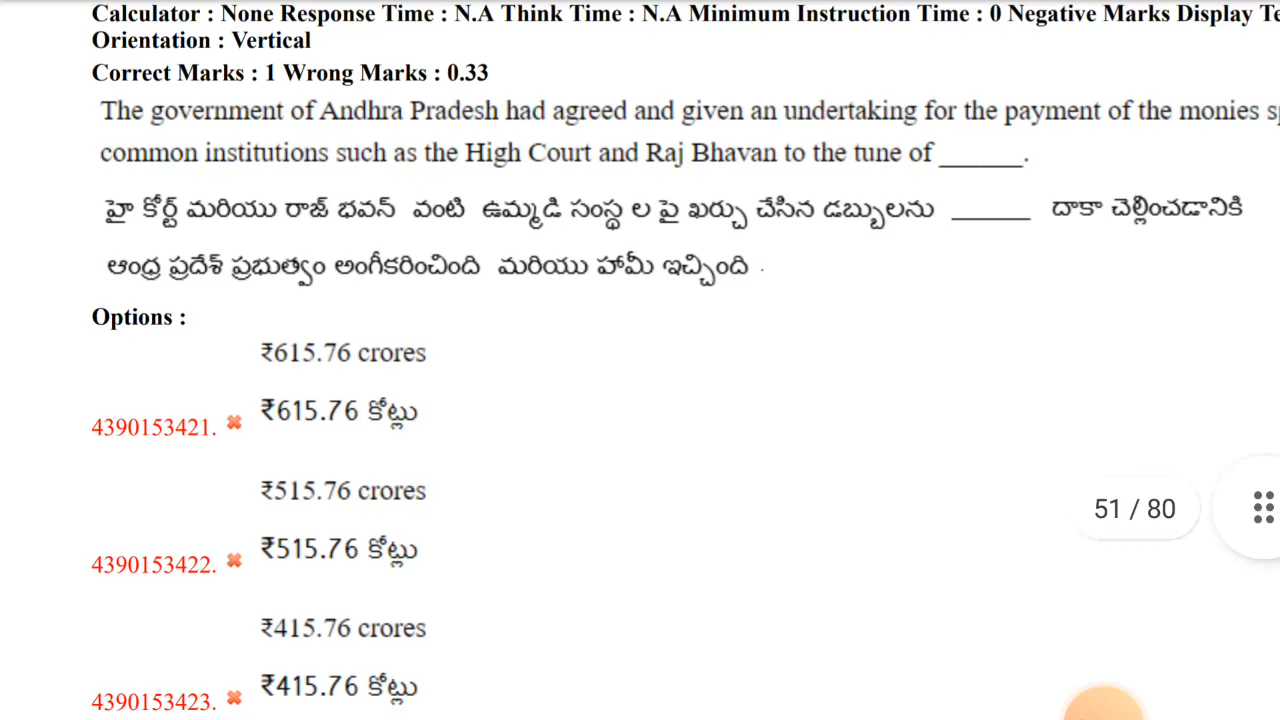 Calculator : None Response Time : N.A Think Time : N.A Minimum Instruction Time : 0 Negative Marks Display
Orientation : Vertical
Correct Marks : 1 Wrong Marks : 0.33
The government of Andhra Pradesh had agreed and given an undertaking for the payment of the monies
common institutions such as the High Court and Raj Bhavan to the tune of ______.
హై కోర్ట్ మరియు రాజ్ భవన్ వంటి ఉమ్మడి సంస్థ ల పై ఖర్చు చేసిన డబ్బులను ______ దాకా చెల్లించడానికి
ఆంధ్ర ప్రదేశ్ ప్రభుత్వం అంగీకరించింది మరియు హామీ ఇచ్చింది .
Options :
₹615.76 crores
₹615.76 కోట్లు
4390153421.
₹515.76 crores
₹515.76 కోట్లు
4390153422.
51 / 80
₹415.76 crores
₹415.76 కోట్లు
4390153423.